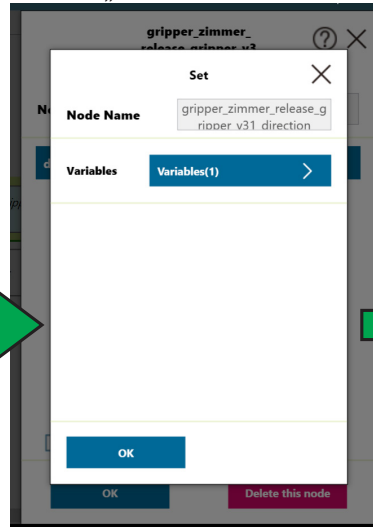 gripper_zimmer_
release_gripper_v3
Set
Node Name
gripper_zimmer_release_g
ripper_v31_direction
Variables
Variables(1)
OK
OK
Delete this node